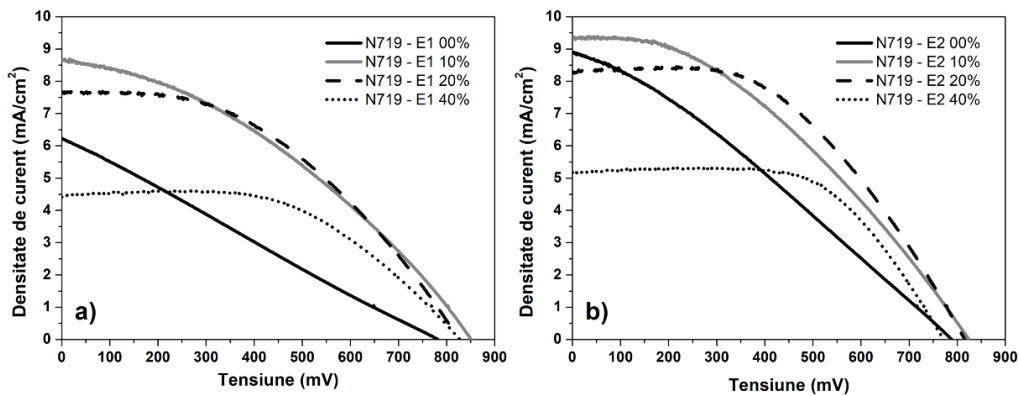 10
9
8
7
6
5
4
3
2
1
0
Densitate de curent (mA/cm²)
N719 - E1 00%
N719 - E1 10%
N719 - E1 20%
N719 - E1 40%
a)
0 100 200 300 400 500 600 700 800 900
Tensiune (mV)
10
9
8
7
6
5
4
3
2
1
0
Densitate de curent (mA/cm²)
N719 - E2 00%
N719 - E2 10%
N719 - E2 20%
N719 - E2 40%
b)
0 100 200 300 400 500 600 700 800 900
Tensiune (mV)